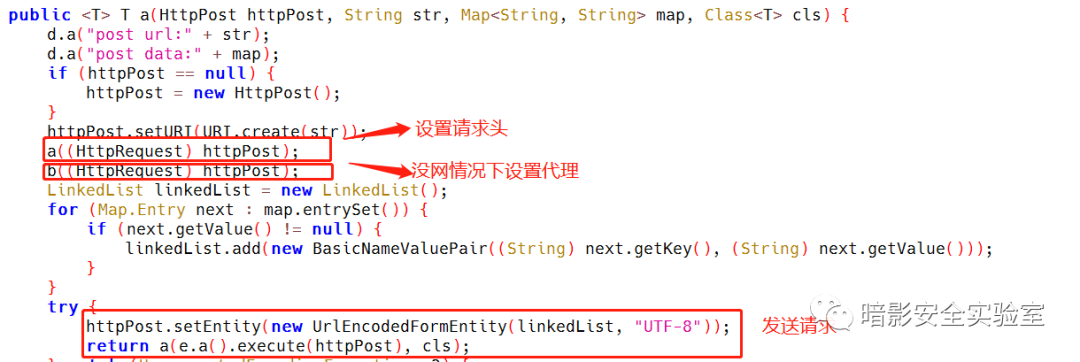 public <T> T a(HttpPost httpPost, String str, Map<String, String> map, Class<T> cls) {
d.a("post url:" + str);
d.a("post data:" + map);
if (httpPost == null) {
httpPost = new HttpPost();
}
httpPost.setURI(URI.create(str));
设置请求头
a((HttpRequest) httpPost);
b((HttpRequest) httpPost);
没网情况下设置代理
LinkedList linkedList = new LinkedList();
for (Map.Entry next : map.entrySet()) {
if (next.getValue() != null) {
linkedList.add(new BasicNameValuePair((String) next.getKey(), (String) next.getValue()));
}
}
try {
httpPost.setEntity(new UrlEncodedFormEntity(linkedList, "UTF-8"));
return a(e.a().execute(httpPost), cls);
发送请求
暗影安全实验室